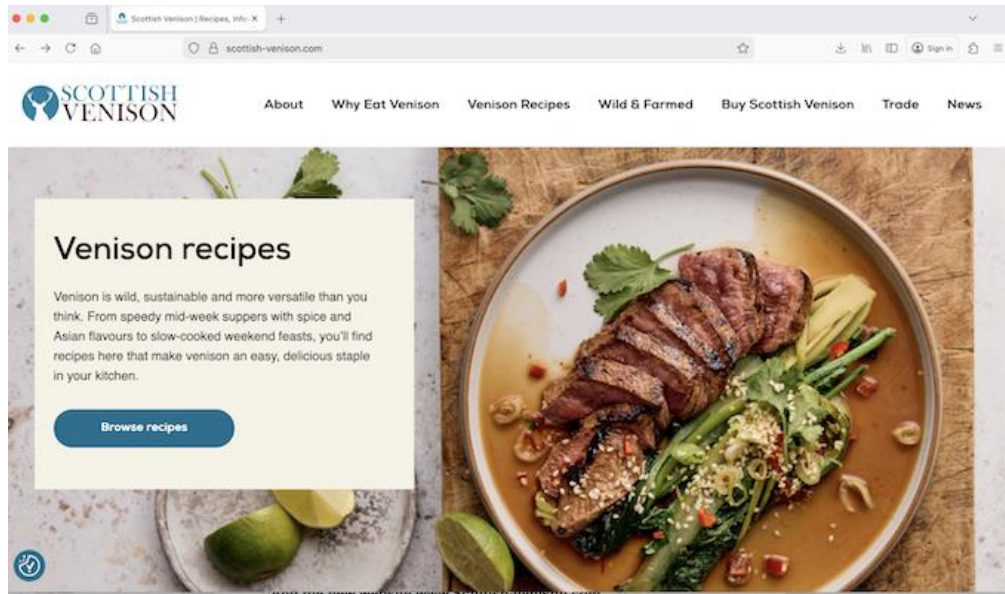 Scottish Venison | Recipes, Info
scottish-venison.com
Sign in
SCOTTISH
VENISON
About Why Eat Venison Venison Recipes Wild & Farmed Buy Scottish Venison Trade News
Venison recipes
Venison is wild, sustainable and more versatile than you
think. From speedy mid-week suppers with spice and
Asian flavours to slow-cooked weekend feasts, you'll find
recipes here that make venison an easy, delicious staple
in your kitchen.
Browse recipes